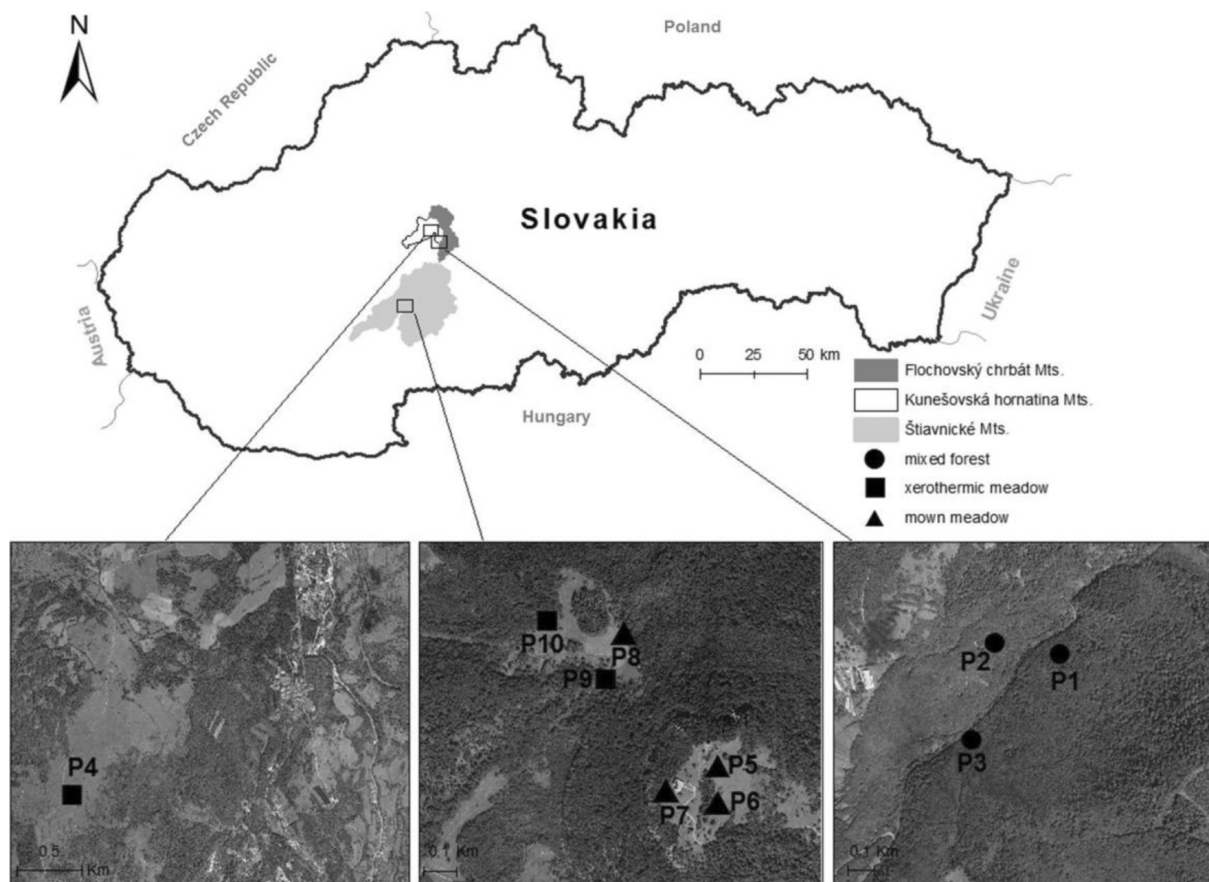 N
Poland
Czech Republic
Slovakia
Ukraine
Austria
Hungary
0 25 50 km
Flochovský chrbát Mts.
Kunešovská hornatina Mts.
Štiavnické Mts.
mixed forest
xerothermic meadow
mown meadow
P4
0.5 Km
P10
P8
P9
P5
P7
P6
0.1 Km
P2
P1
P3
0.1 Km